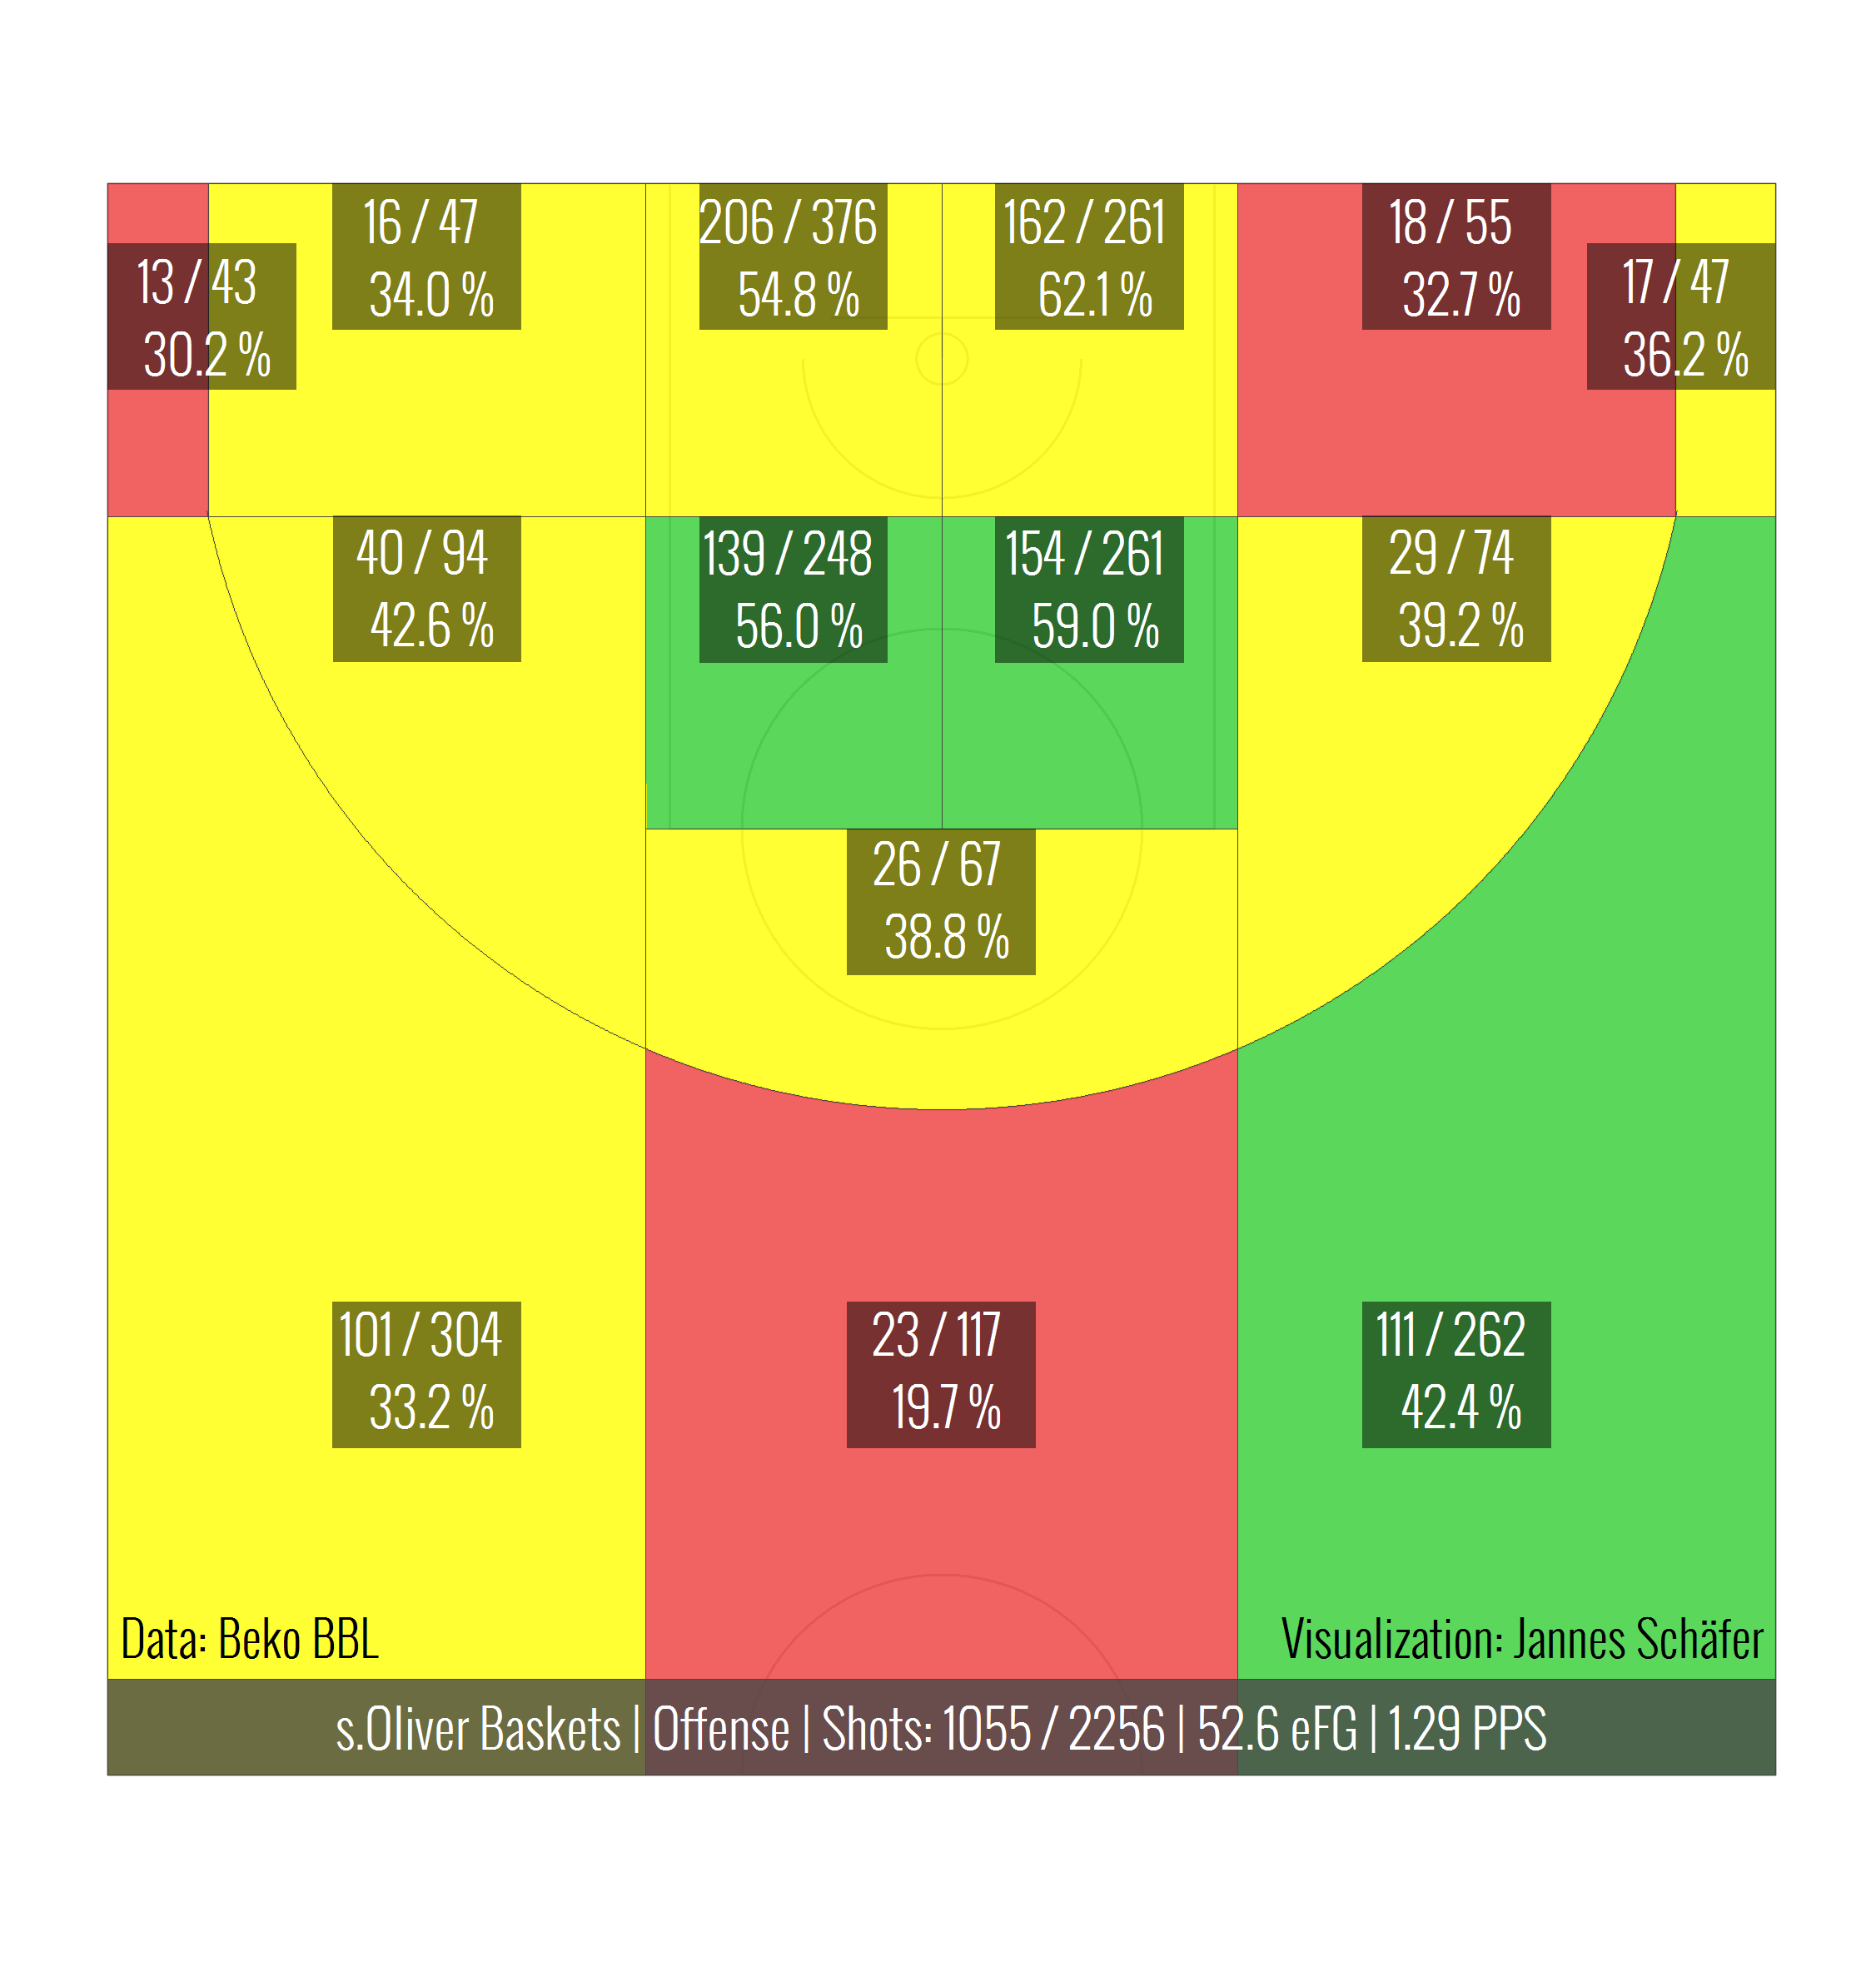 16 / 47
34.0 %
206 / 376
54.8 %
162 / 261
62.1 %
18 / 55
32.7 %
13 / 43
30.2 %
17 / 47
36.2 %
40 / 94
42.6 %
139 / 248
56.0 %
154 / 261
59.0 %
29 / 74
39.2 %
26 / 67
38.8 %
101 / 304
33.2 %
23 / 117
19.7 %
111 / 262
42.4 %
Data: Beko BBL
Visualization: Jannes Schäfer
s.Oliver Baskets | Offense | Shots: 1055 / 2256 | 52.6 eFG | 1.29 PPS